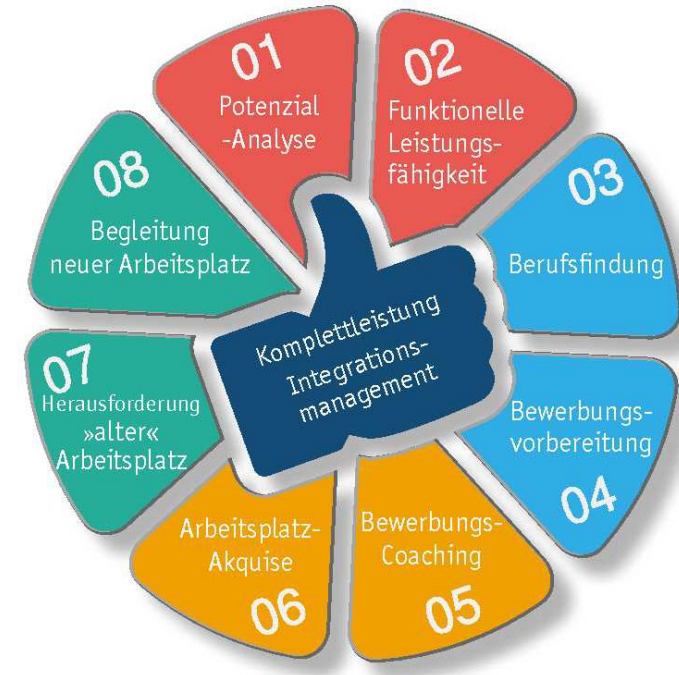 01
Potenzial
-Analyse
02
Funktionelle
Leistungs-
fähigkeit
03
Berufsfindung
Bewerbungs-
vorbereitung
04
Bewerbungs-
Coaching
05
Arbeitsplatz-
Akquise
06
07
Herausforderung
»alter«
Arbeitsplatz
08
Begleitung
neuer Arbeitsplatz
Komplettleistung
Integrations-
management